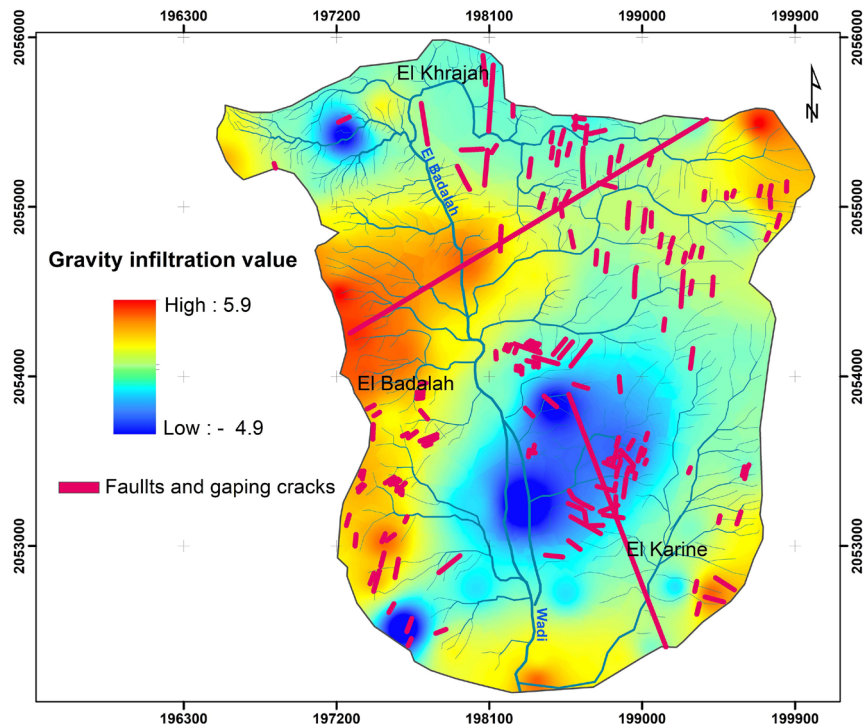 196300 197200 198100 199000 199900
2056000 2056000
El Khrajah
N
El Badalah
2055000 2055000
Gravity infiltration value
High : 5.9
2054000 2054000
El Badalah
Low : - 4.9
Faullts and gaping cracks
2053000 2053000
El Karine
Wadi
196300 197200 198100 199000 199900